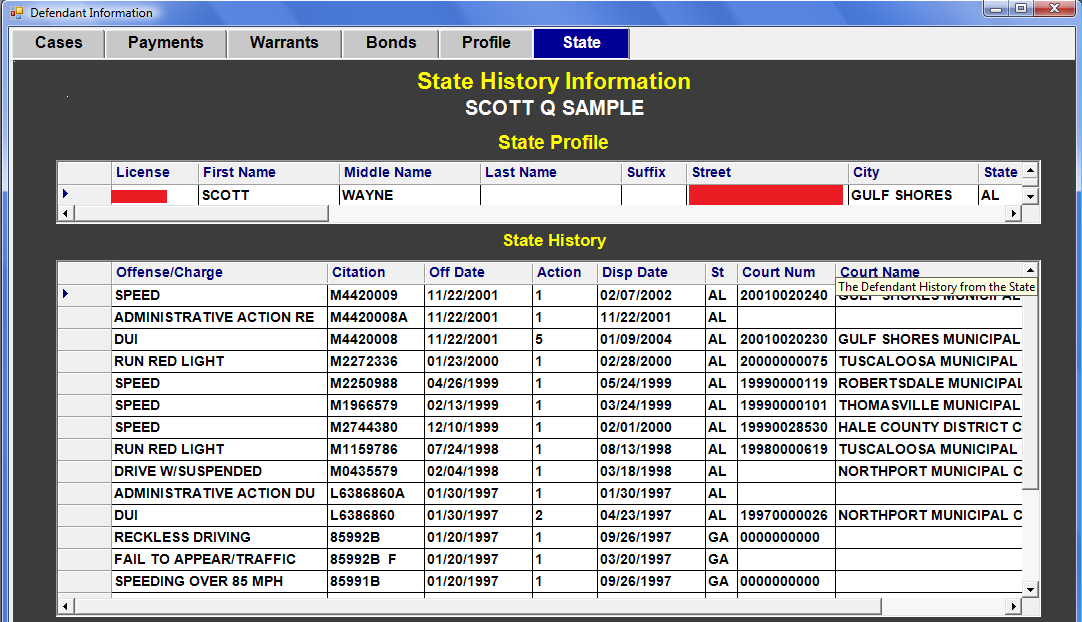 Defendant Information
Cases Payments Warrants Bonds Profile State
State History Information
SCOTT Q SAMPLE
State Profile
License First Name Middle Name Last Name Suffix Street City State
SCOTT WAYNE GULF SHORES AL
State History
Offense/Charge Citation Off Date Action Disp Date St Court Num Court Name
The Defendant History from the State
SPEED M4420009 11/22/2001 1 02/07/2002 AL 20010020240 GULF SHORES MUNICIPAL
ADMINISTRATIVE ACTION RE M4420008A 11/22/2001 1 11/22/2001 AL
DUI M4420008 11/22/2001 5 01/09/2004 AL 20010020230 GULF SHORES MUNICIPAL
RUN RED LIGHT M2272336 01/23/2000 1 02/28/2000 AL 20000000075 TUSCALOOSA MUNICIPAL
SPEED M2250988 04/26/1999 1 05/24/1999 AL 19990000119 ROBERTSDALE MUNICIPAL
SPEED M1966579 02/13/1999 1 03/24/1999 AL 19990000101 THOMASVILLE MUNICIPAL
SPEED M2744380 12/10/1999 1 02/01/2000 AL 19990028530 HALE COUNTY DISTRICT C
RUN RED LIGHT M1159786 07/24/1998 1 08/13/1998 AL 19980000619 TUSCALOOSA MUNICIPAL
DRIVE W/SUSPENDED M0435579 02/04/1998 1 03/18/1998 AL NORTHPORT MUNICIPAL C
ADMINISTRATIVE ACTION DU L6386860A 01/30/1997 1 01/30/1997 AL
DUI L6386860 01/30/1997 2 04/23/1997 AL 19970000026 NORTHPORT MUNICIPAL C
RECKLESS DRIVING 85992B 01/20/1997 1 09/26/1997 GA 0000000000
FAIL TO APPEAR/TRAFFIC 85992B F 01/20/1997 1 03/20/1997 GA
SPEEDING OVER 85 MPH 85991B 01/20/1997 1 09/26/1997 GA 0000000000